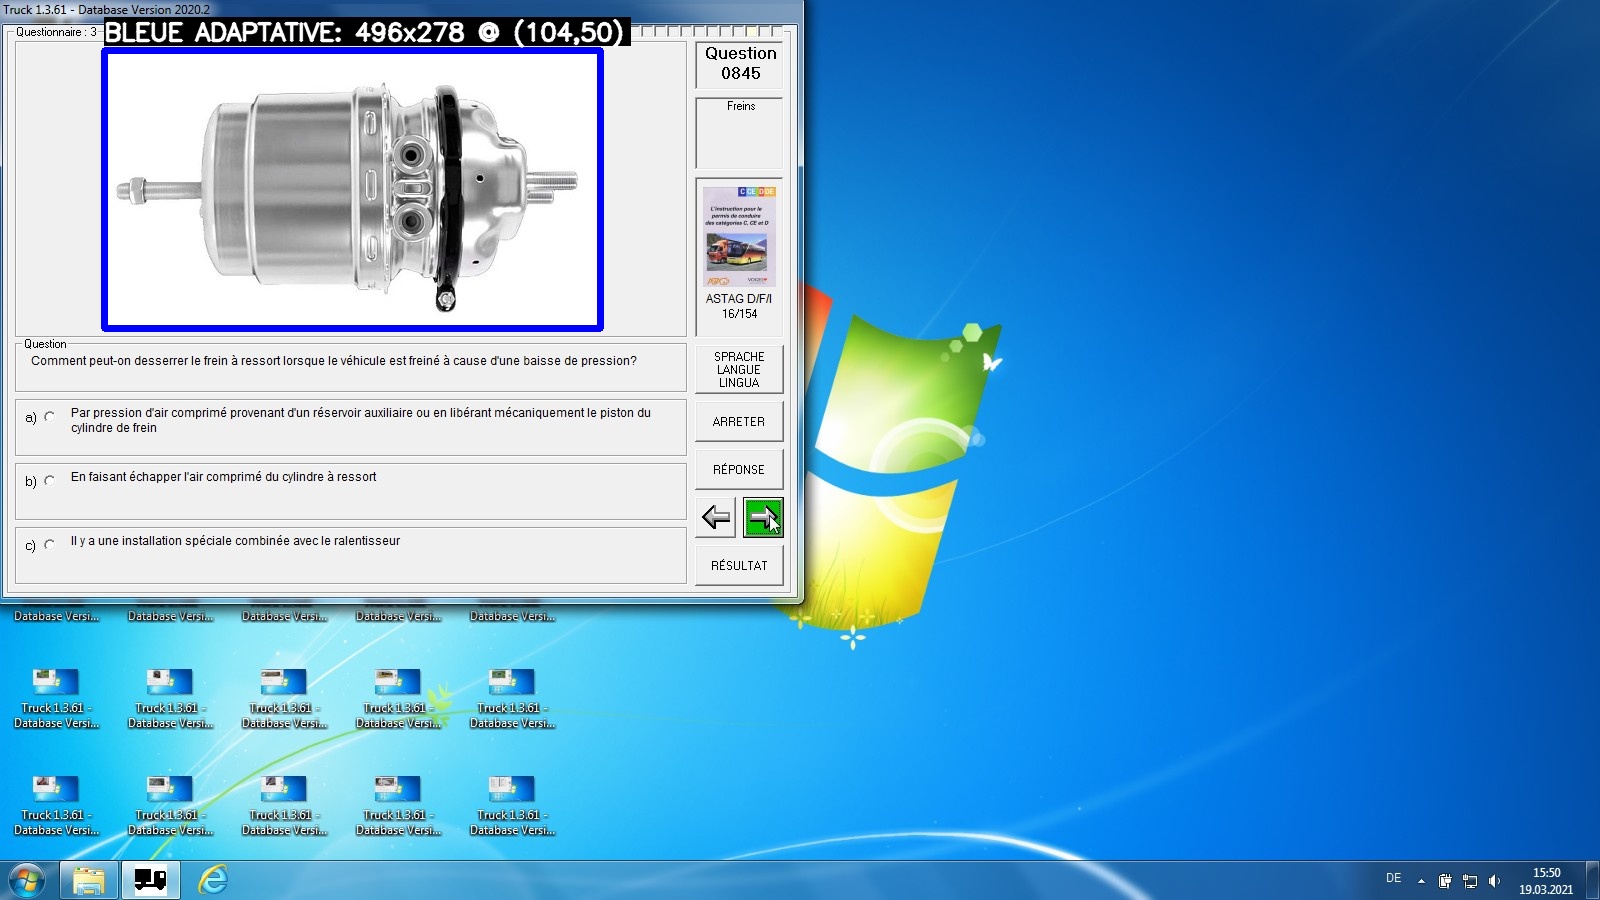 Truck 1.3.61 - Database Version 2020.2
Questionnaire : 3
BLEUE ADAPTATIVE: 496x278 @ (104,50)
Question
0845
Freins
C CE D DE
L'instruction pour le
permis de conduire
des catégories C, CE et D
ASTAG D/F/I
16/154
Question
Comment peut-on desserrer le frein à ressort lorsque le véhicule est freiné à cause d'une baisse de pression?
SPRACHE
LANGUE
LINGUA
a) Par pression d'air comprimé provenant d'un réservoir auxiliaire ou en libérant mécaniquement le piston du
cylindre de frein
ARRETER
b) En faisant échapper l'air comprimé du cylindre à ressort
RÉPONSE
c) Il y a une installation spéciale combinée avec le ralentisseur
RÉSULTAT
Database Versi... Database Versi... Database Versi... Database Versi... Database Versi...
Truck 1.3.61 - Truck 1.3.61 - Truck 1.3.61 - Truck 1.3.61 - Truck 1.3.61 -
Database Versi... Database Versi... Database Versi... Database Versi... Database Versi...
Truck 1.3.61 - Truck 1.3.61 - Truck 1.3.61 - Truck 1.3.61 - Truck 1.3.61 -
Database Versi... Database Versi... Database Versi... Database Versi... Database Versi...
DE
15:50
19.03.2021